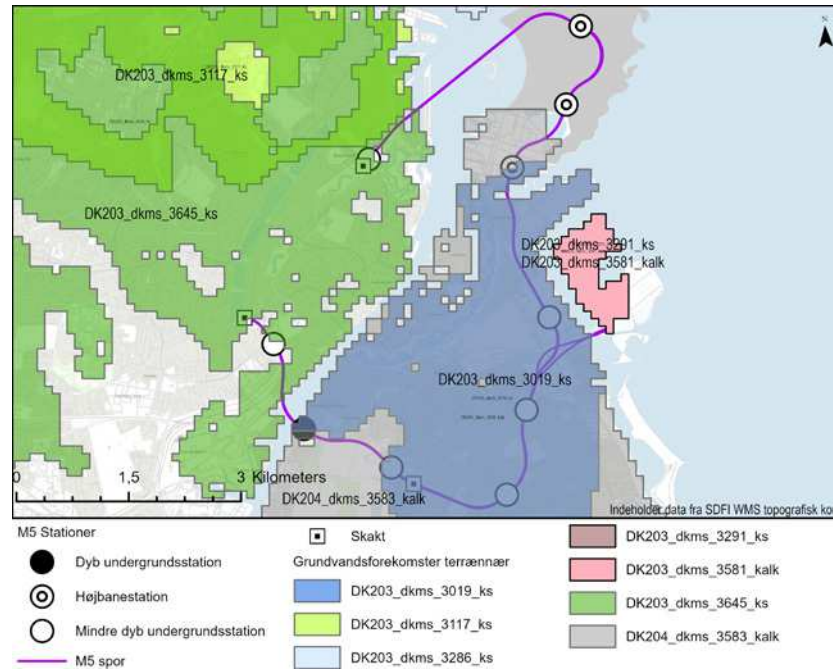 N
DK203_dkms_3117_ks
DK203_dkms_3645_ks
DK203_dkms_3291_ks
DK203_dkms_3581_kalk
DK203_dkms_3019_ks
0 1,5 3 Kilometers
DK204_dkms_3583_kalk
Indeholder data fra SDFI WMS topografisk kor
M5 Stationer
Dyb undergrundsstation
Højbanestation
Mindre dyb undergrundsstation
M5 spor
Skakt
Grundvandsforekomster terrænnær
DK203_dkms_3019_ks
DK203_dkms_3117_ks
DK203_dkms_3286_ks
DK203_dkms_3291_ks
DK203_dkms_3581_kalk
DK203_dkms_3645_ks
DK204_dkms_3583_kalk